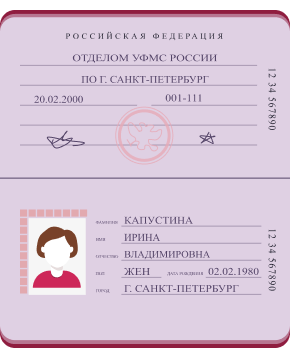 РОССИЙСКАЯ ФЕДЕРАЦИЯ
ОТДЕЛОМ УФМС РОССИИ
ПО Г. САНКТ-ПЕТЕРБУРГ
20.02.2000 001-111
12 34 567890
ФАМИЛИЯ КАПУСТИНА
ИМЯ ИРИНА
ОТЧЕСТВО ВЛАДИМИРОВНА
ПОЛ ЖЕН ДАТА РОЖДЕНИЯ 02.02.1980
ГОРОД Г. САНКТ-ПЕТЕРБУРГ
12 34 567890